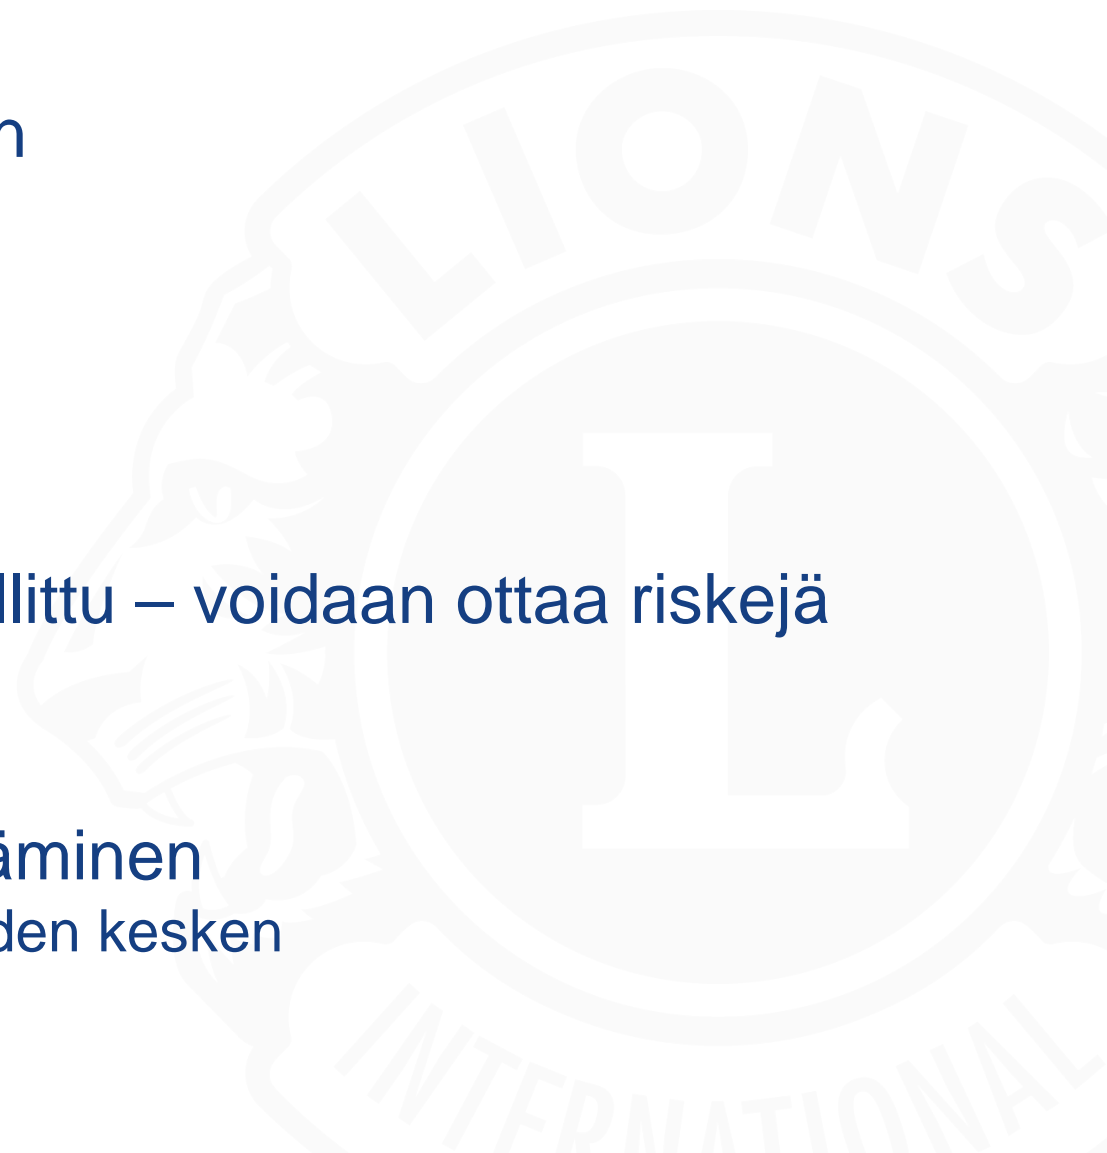 n
llittu – voidaan ottaa riskejä
äminen
den kesken
LIONS
INTERNATIONAL
L